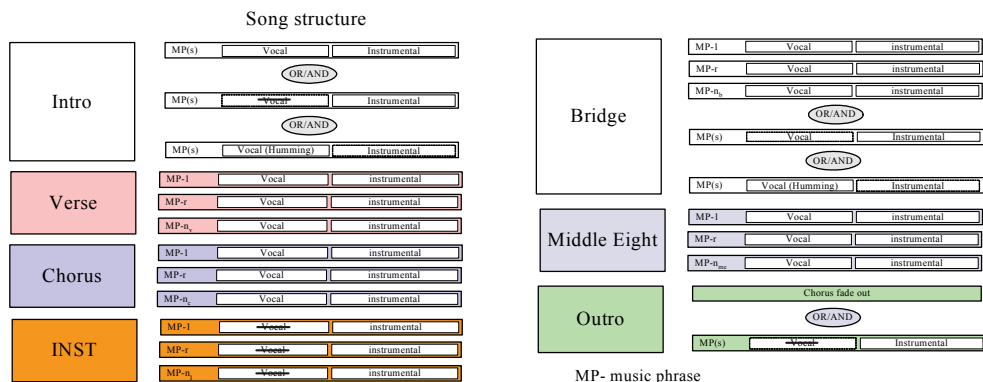 Song structure
Intro
MP(s) Vocal Instrumental
OR/AND
MP(s) Vocal Instrumental
OR/AND
MP(s) Vocal (Humming) Instrumental
Verse
MP-1 Vocal instrumental
MP-r Vocal instrumental
MP-nv Vocal instrumental
Chorus
MP-1 Vocal instrumental
MP-r Vocal instrumental
MP-nc Vocal instrumental
INST
MP-1 Vocal instrumental
MP-r Vocal instrumental
MP-ni Vocal instrumental
Bridge
MP-1 Vocal instrumental
MP-r Vocal instrumental
MP-nb Vocal instrumental
OR/AND
MP(s) Vocal Instrumental
OR/AND
MP(s) Vocal (Humming) Instrumental
Middle Eight
MP-1 Vocal instrumental
MP-r Vocal instrumental
MP-nme Vocal instrumental
Outro
Chorus fade out
OR/AND
MP(s) Vocal Instrumental
MP- music phrase